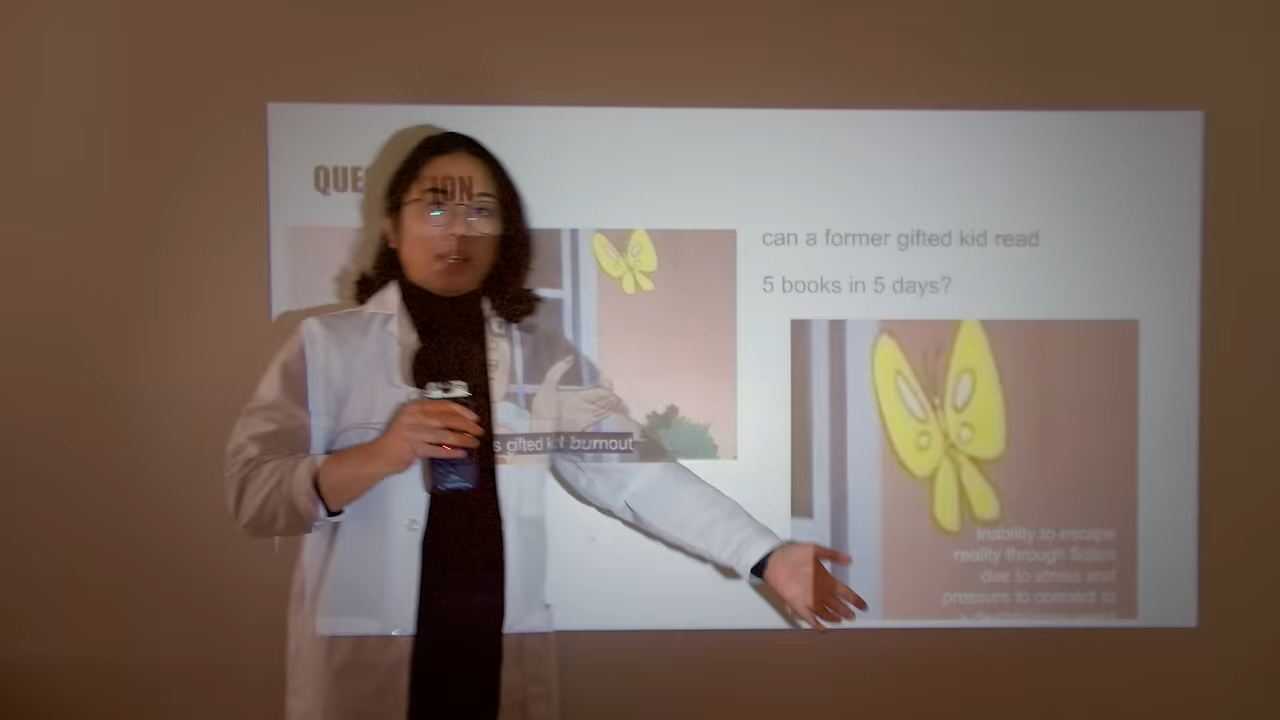 QUE ION
can a former gifted kid read
5 books in 5 days?
s gifted kid burnout
Inability to escape
reality through fiction
due to stress and
pressure to connect to